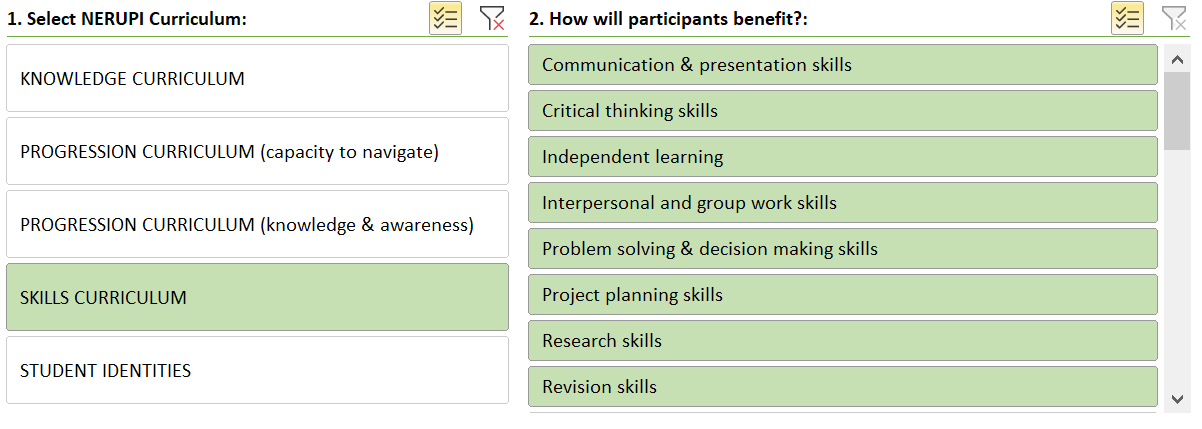 1. Select NERUPI Curriculum:
KNOWLEDGE CURRICULUM
PROGRESSION CURRICULUM (capacity to navigate)
PROGRESSION CURRICULUM (knowledge & awareness)
SKILLS CURRICULUM
STUDENT IDENTITIES
2. How will participants benefit?:
Communication & presentation skills
Critical thinking skills
Independent learning
Interpersonal and group work skills
Problem solving & decision making skills
Project planning skills
Research skills
Revision skills